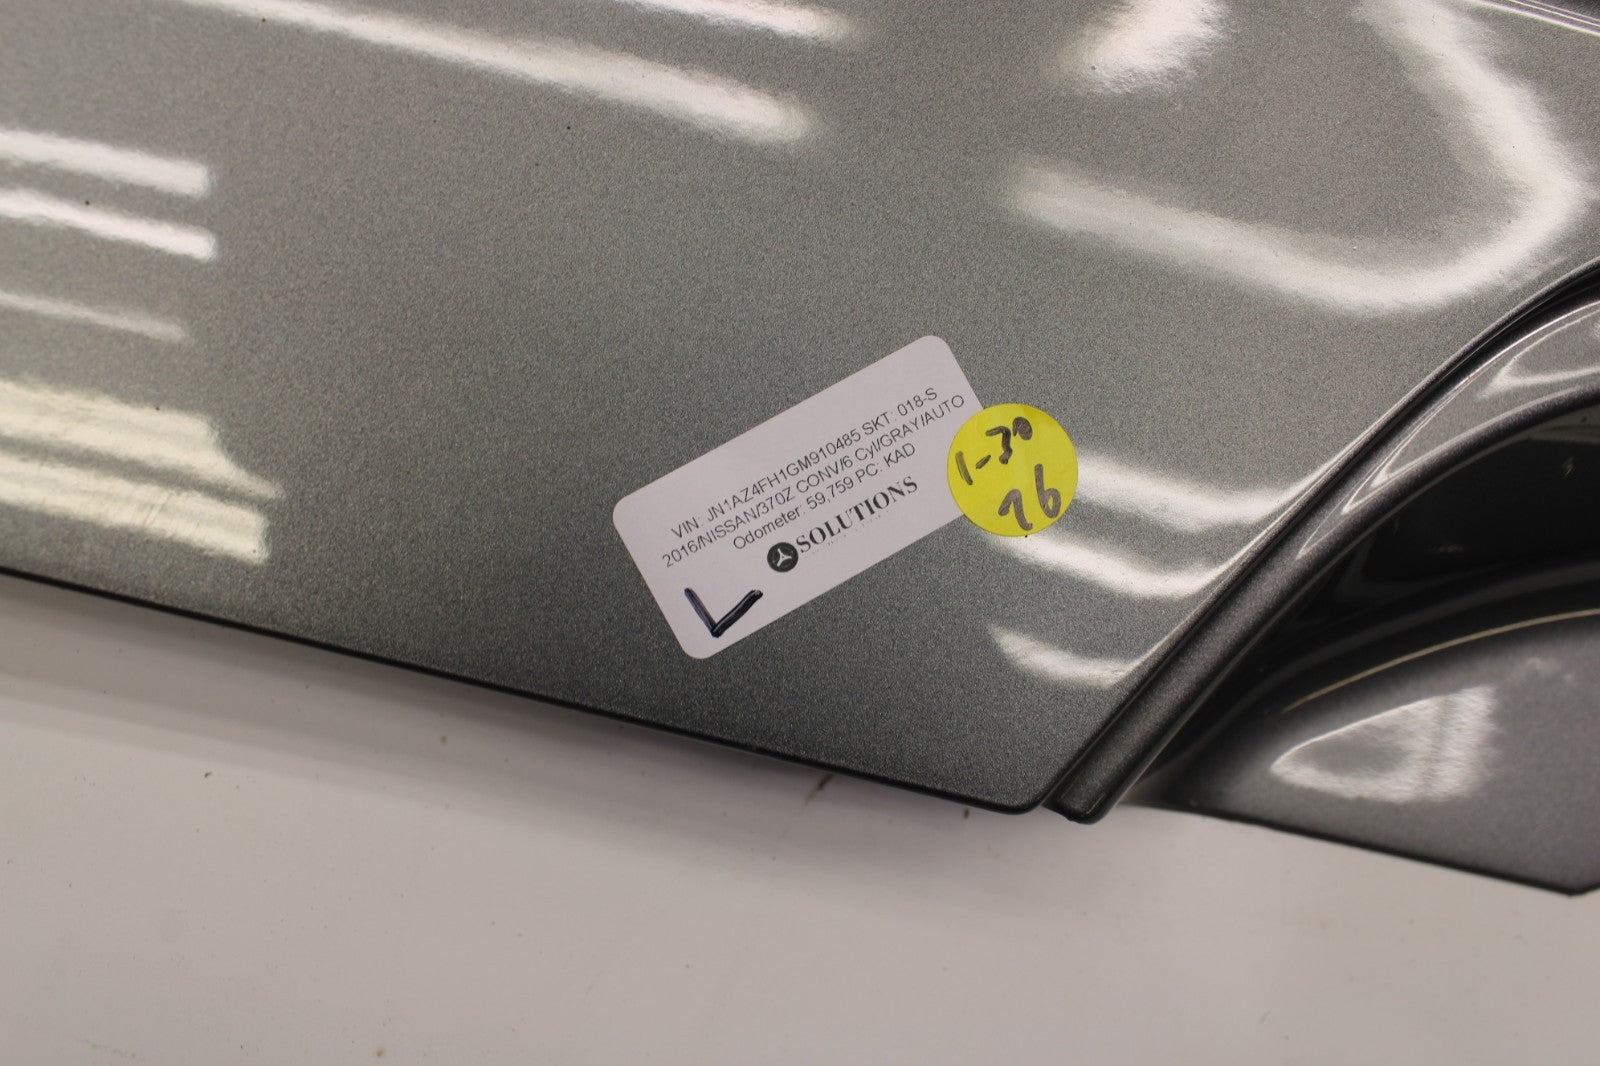 VIN: JN1AZ4FH1GM910485 SKT: 018-S
2016/NISSAN/370Z CONV/6 Cyl/GRAY/AUTO
Odometer: 59,759 PC: KAD
SOLUTIONS
L
1-30
26